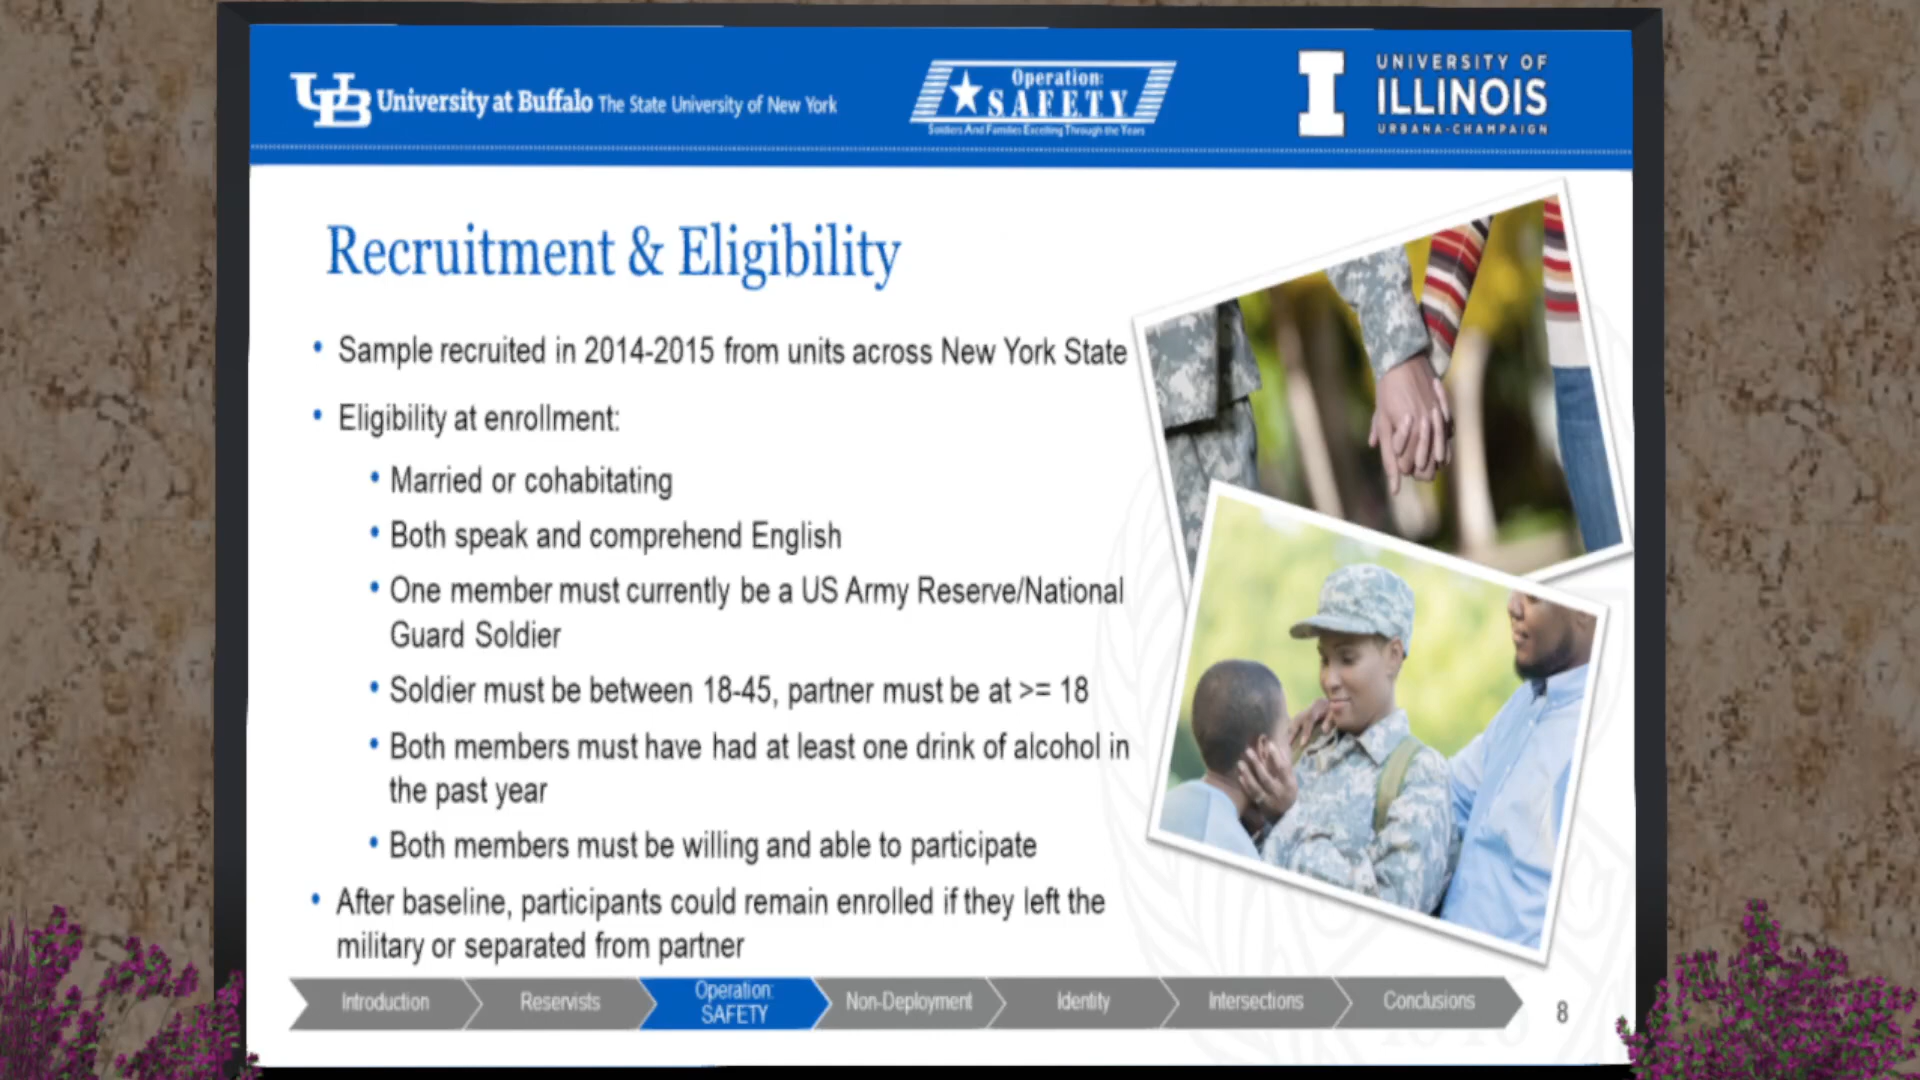 UB University at Buffalo The State University of New York
Operation:
SAFETY
Soldiers And Families Excelling Through the Years
I
UNIVERSITY OF
ILLINOIS
URBANA-CHAMPAIGN
Recruitment & Eligibility
• Sample recruited in 2014-2015 from units across New York State
• Eligibility at enrollment:
• Married or cohabitating
• Both speak and comprehend English
• One member must currently be a US Army Reserve/National
Guard Soldier
• Soldier must be between 18-45, partner must be at >= 18
• Both members must have had at least one drink of alcohol in
the past year
• Both members must be willing and able to participate
• After baseline, participants could remain enrolled if they left the
military or separated from partner
Introduction
Reservists
Operation:
SAFETY
Non-Deployment
Identity
Intersections
Conclusions
8